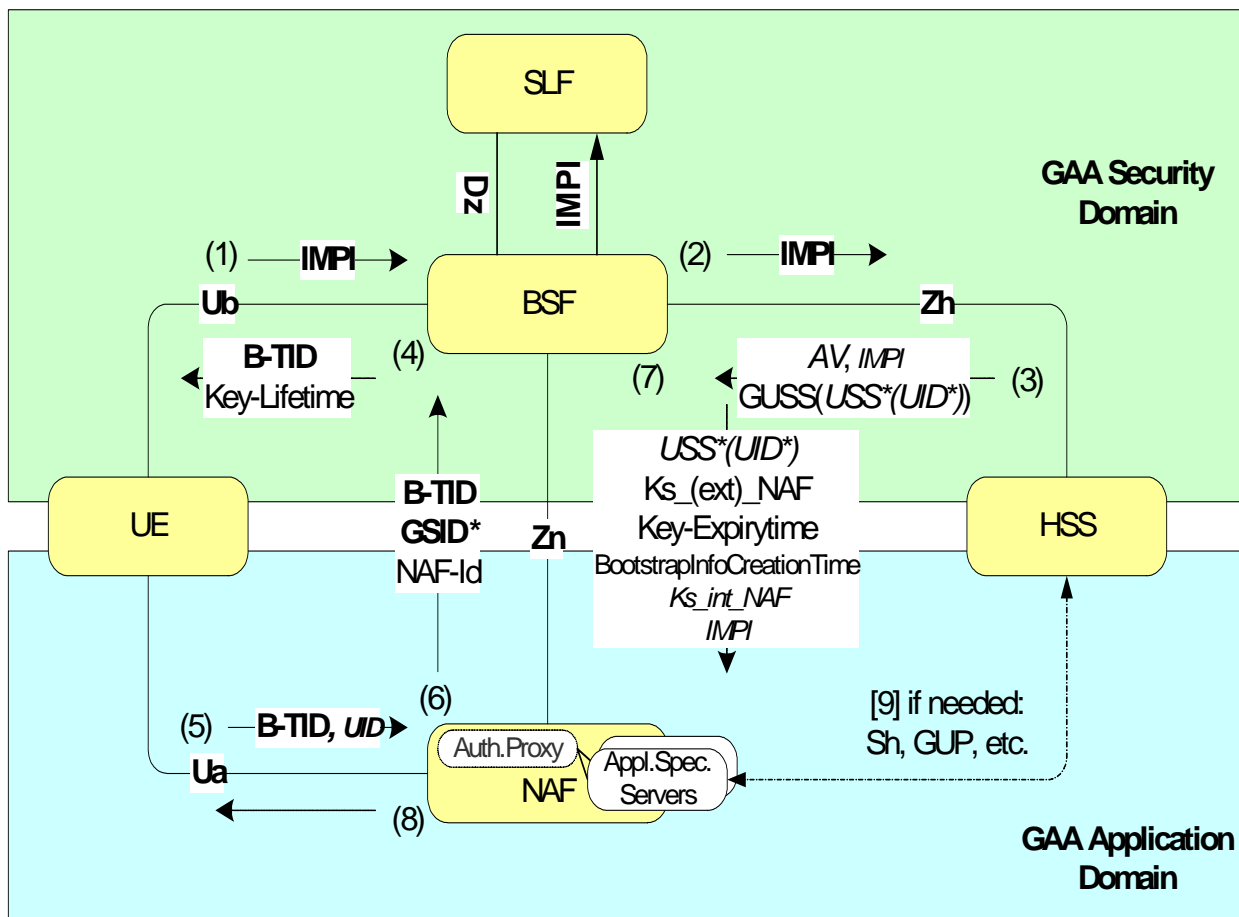 SLF
GAA Security
Domain
Dz
IMPI
(1)
IMPI
(2)
IMPI
Ub
BSF
Zh
B-TID
Key-Lifetime
(4)
(7)
AV, IMPI
GUSS(USS*(UID*))
(3)
USS*(UID*)
Ks_(ext)_NAF
Key-Expirytime
BootstrapInfoCreationTime
Ks_int_NAF
IMPI
B-TID
GSID*
NAF-Id
Zn
UE
HSS
(5)
B-TID, UID
(6)
Ua
Auth.Proxy
NAF
Appl.Spec.
Servers
[9] if needed:
Sh, GUP, etc.
(8)
GAA Application
Domain